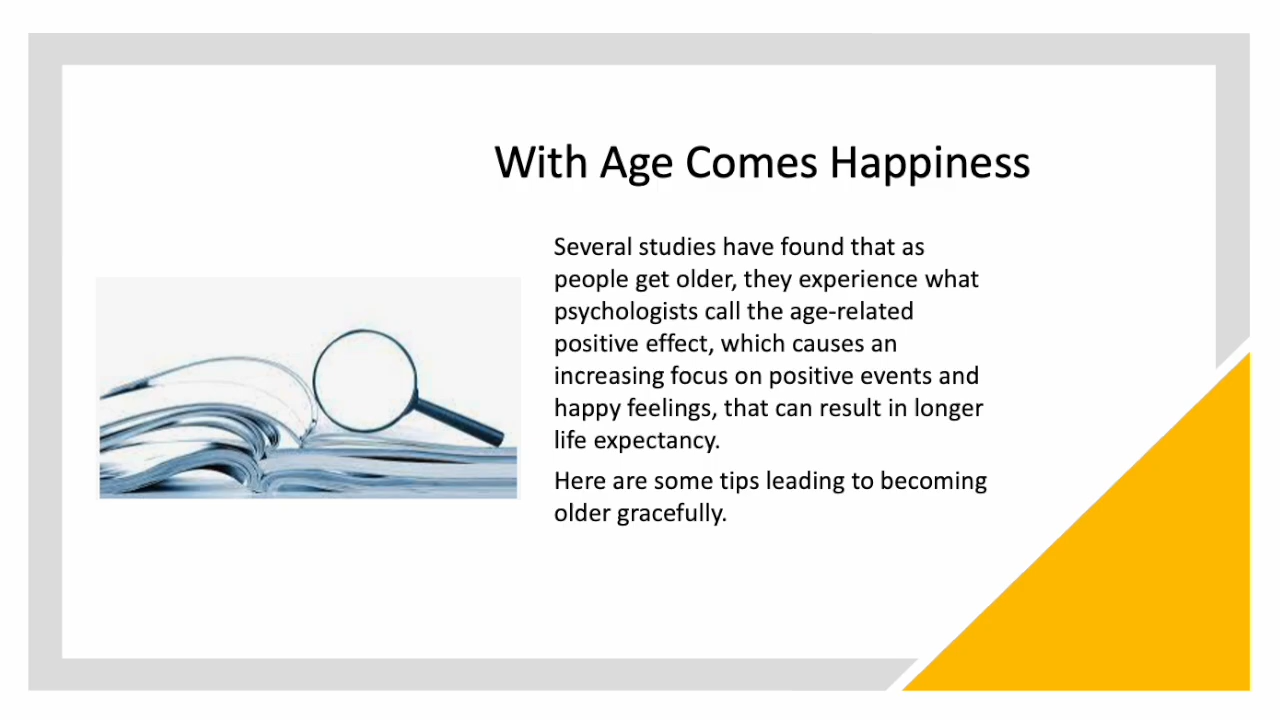 With Age Comes Happiness
Several studies have found that as
people get older, they experience what
psychologists call the age-related
positive effect, which causes an
increasing focus on positive events and
happy feelings, that can result in longer
life expectancy.
Here are some tips leading to becoming
older gracefully.